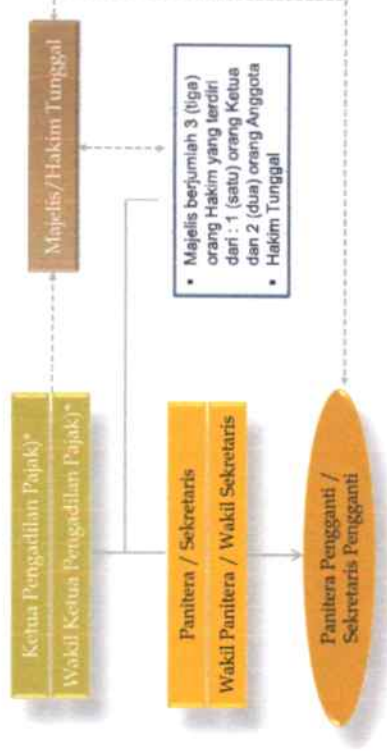 Ketua Pengadilan Pajak)*
Wakil Ketua Pengadilan Pajak)*
Majelis/Hakim Tunggal
▪ Majelis berjumlah 3 (tiga)
orang Hakim yang terdiri
dari : 1 (satu) orang Ketua
dan 2 (dua) orang Anggota
▪ Hakim Tunggal
Panitera / Sekretaris
Wakil Panitera / Wakil Sekretaris
Panitera Pengganti /
Sekretaris Pengganti